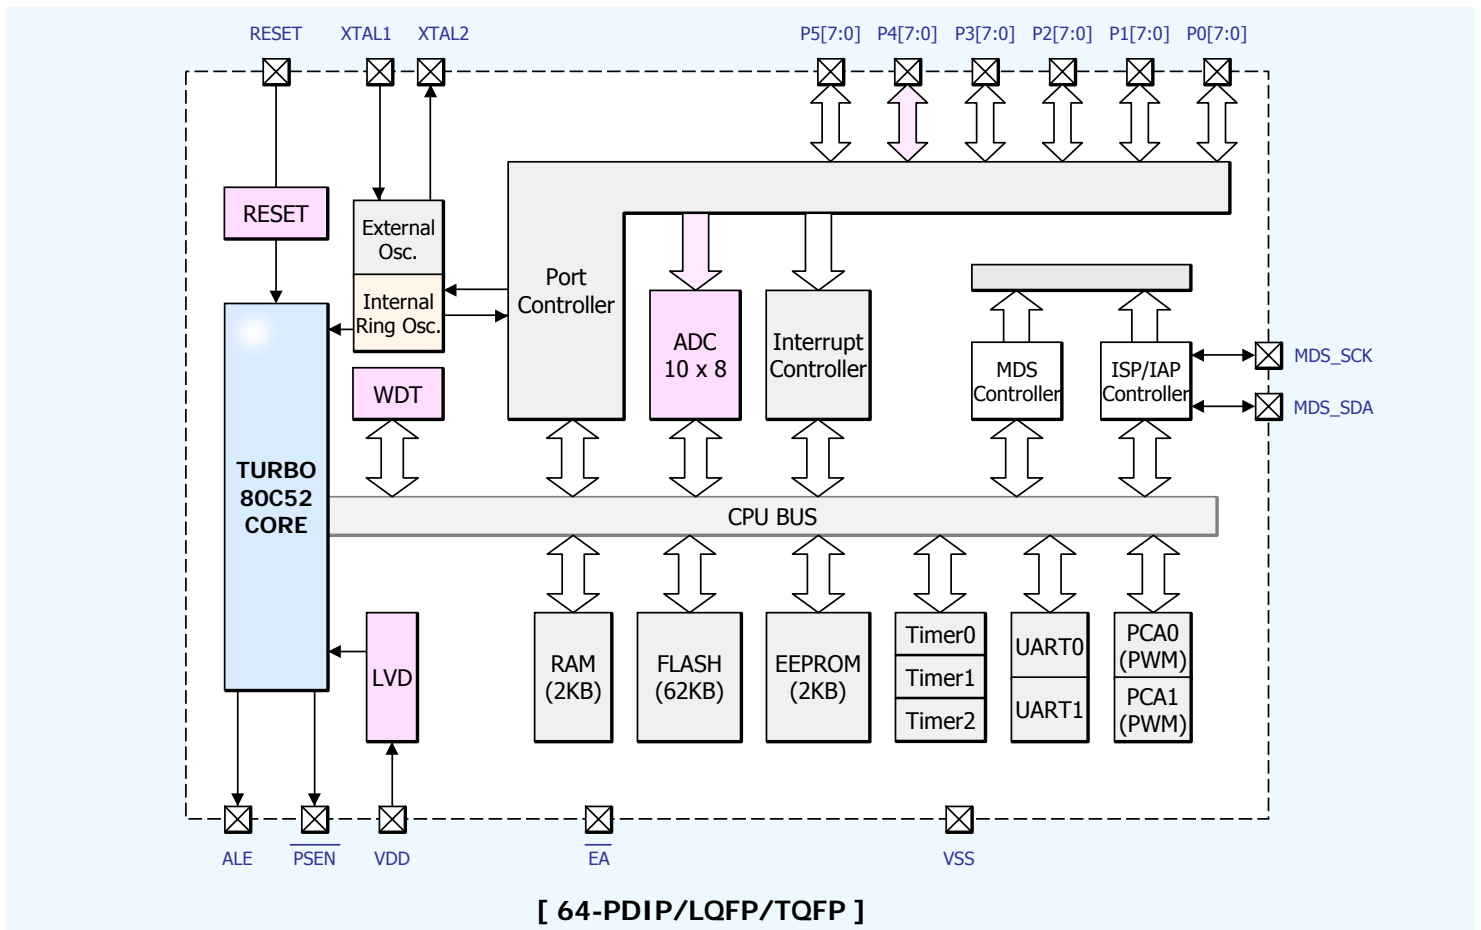 RESET
XTAL1
XTAL2
P5[7:0]
P4[7:0]
P3[7:0]
P2[7:0]
P1[7:0]
P0[7:0]
RESET
External
Osc.
Internal
Ring Osc.
Port
Controller
ADC
10 x 8
Interrupt
Controller
MDS
Controller
ISP/IAP
Controller
MDS_SCK
MDS_SDA
WDT
TURBO
80C52
CORE
CPU BUS
LVD
RAM
(2KB)
FLASH
(62KB)
EEPROM
(2KB)
Timer0
Timer1
Timer2
UART0
UART1
PCA0
(PWM)
PCA1
(PWM)
ALE
PSEN
VDD
EA
VSS
[ 64-PDIP/LQFP/TQFP ]